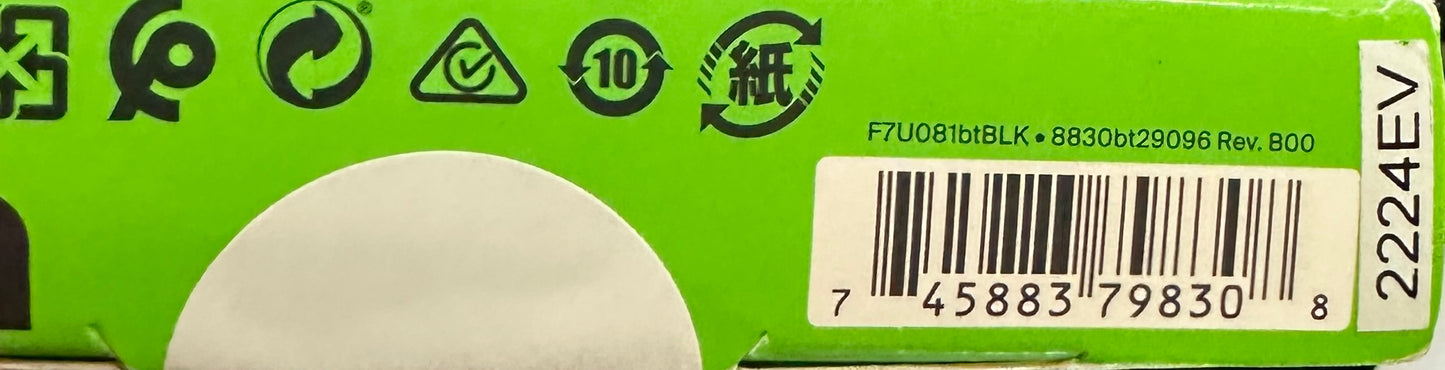 ®
10
紙
F7U081btBLK • 8830bt29096 Rev. B00
7 45883 79830 8
2224EV